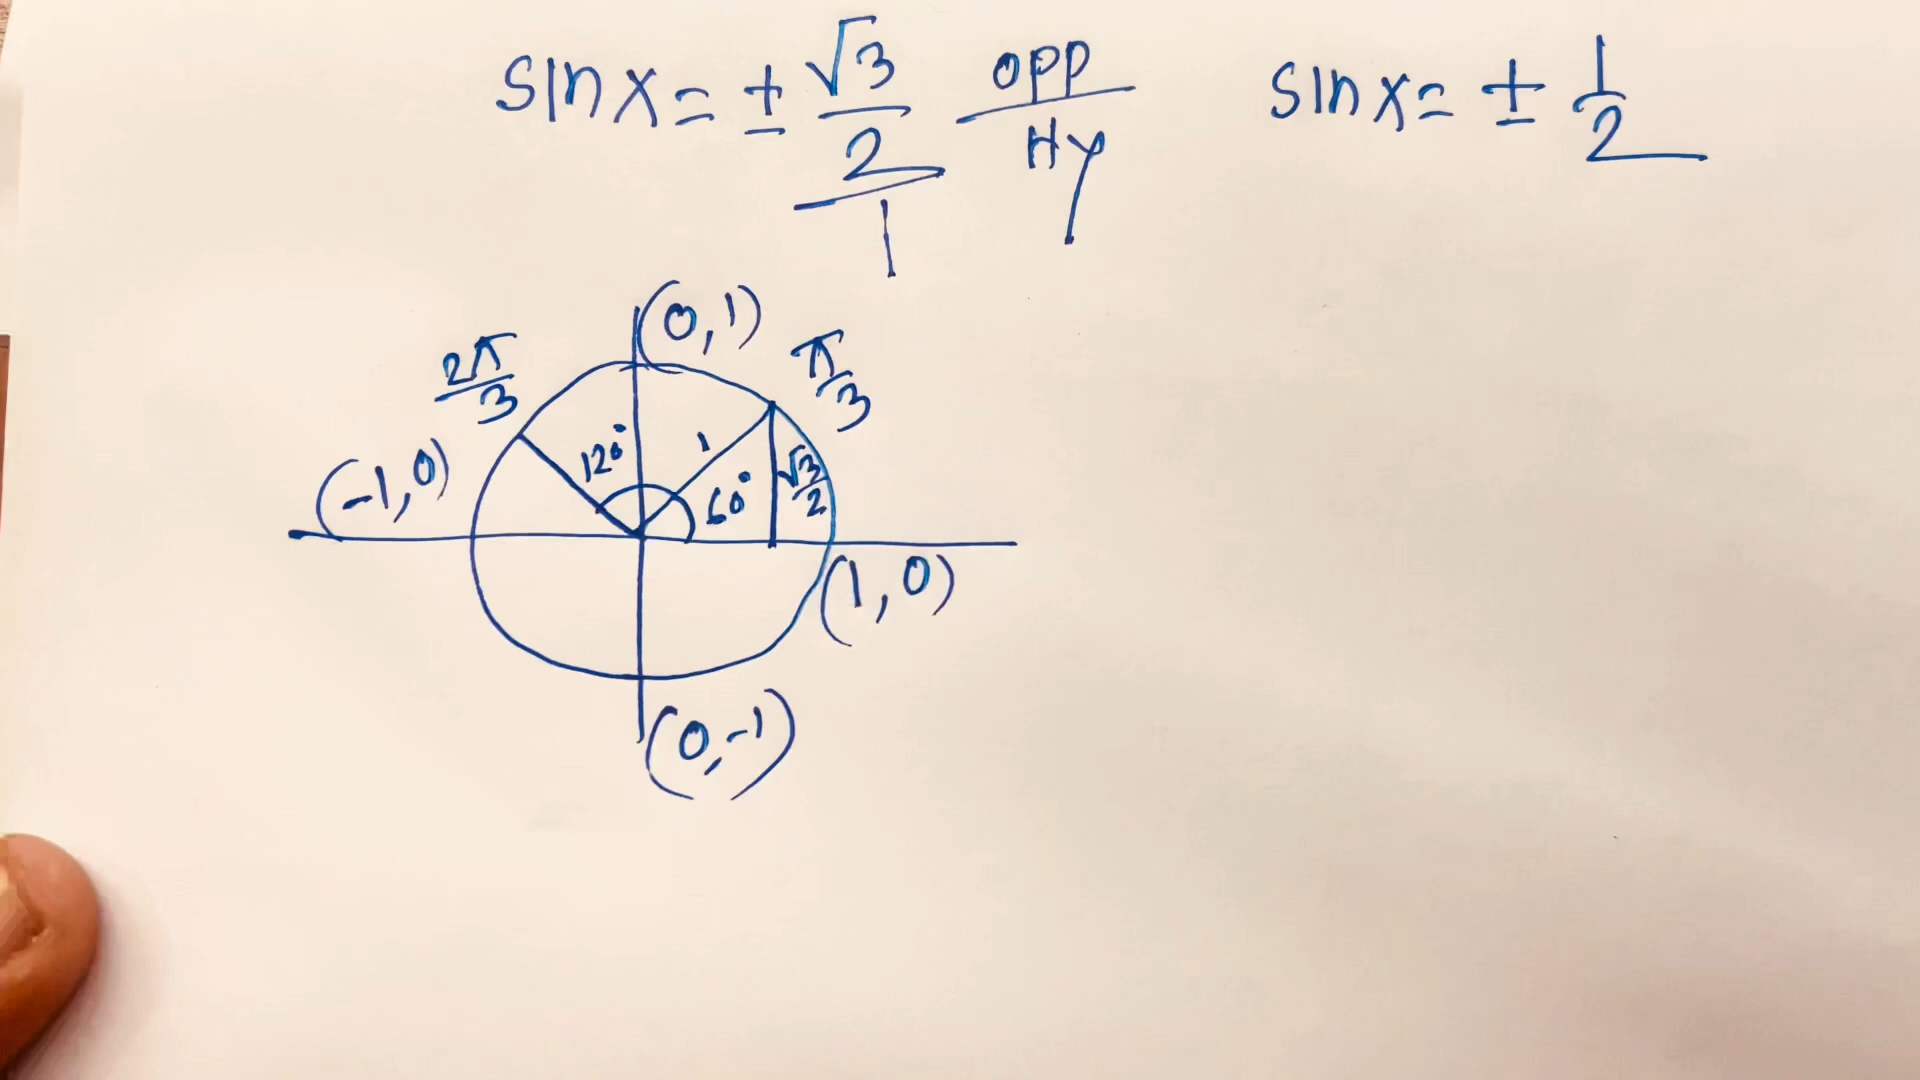 sin x = ± √3/2/1 opp/Hy sin x = ± 1/2
(0,1)
2π/3 π/3
120° 1 60° √3/2
(-1,0)
(1,0)
(0,-1)